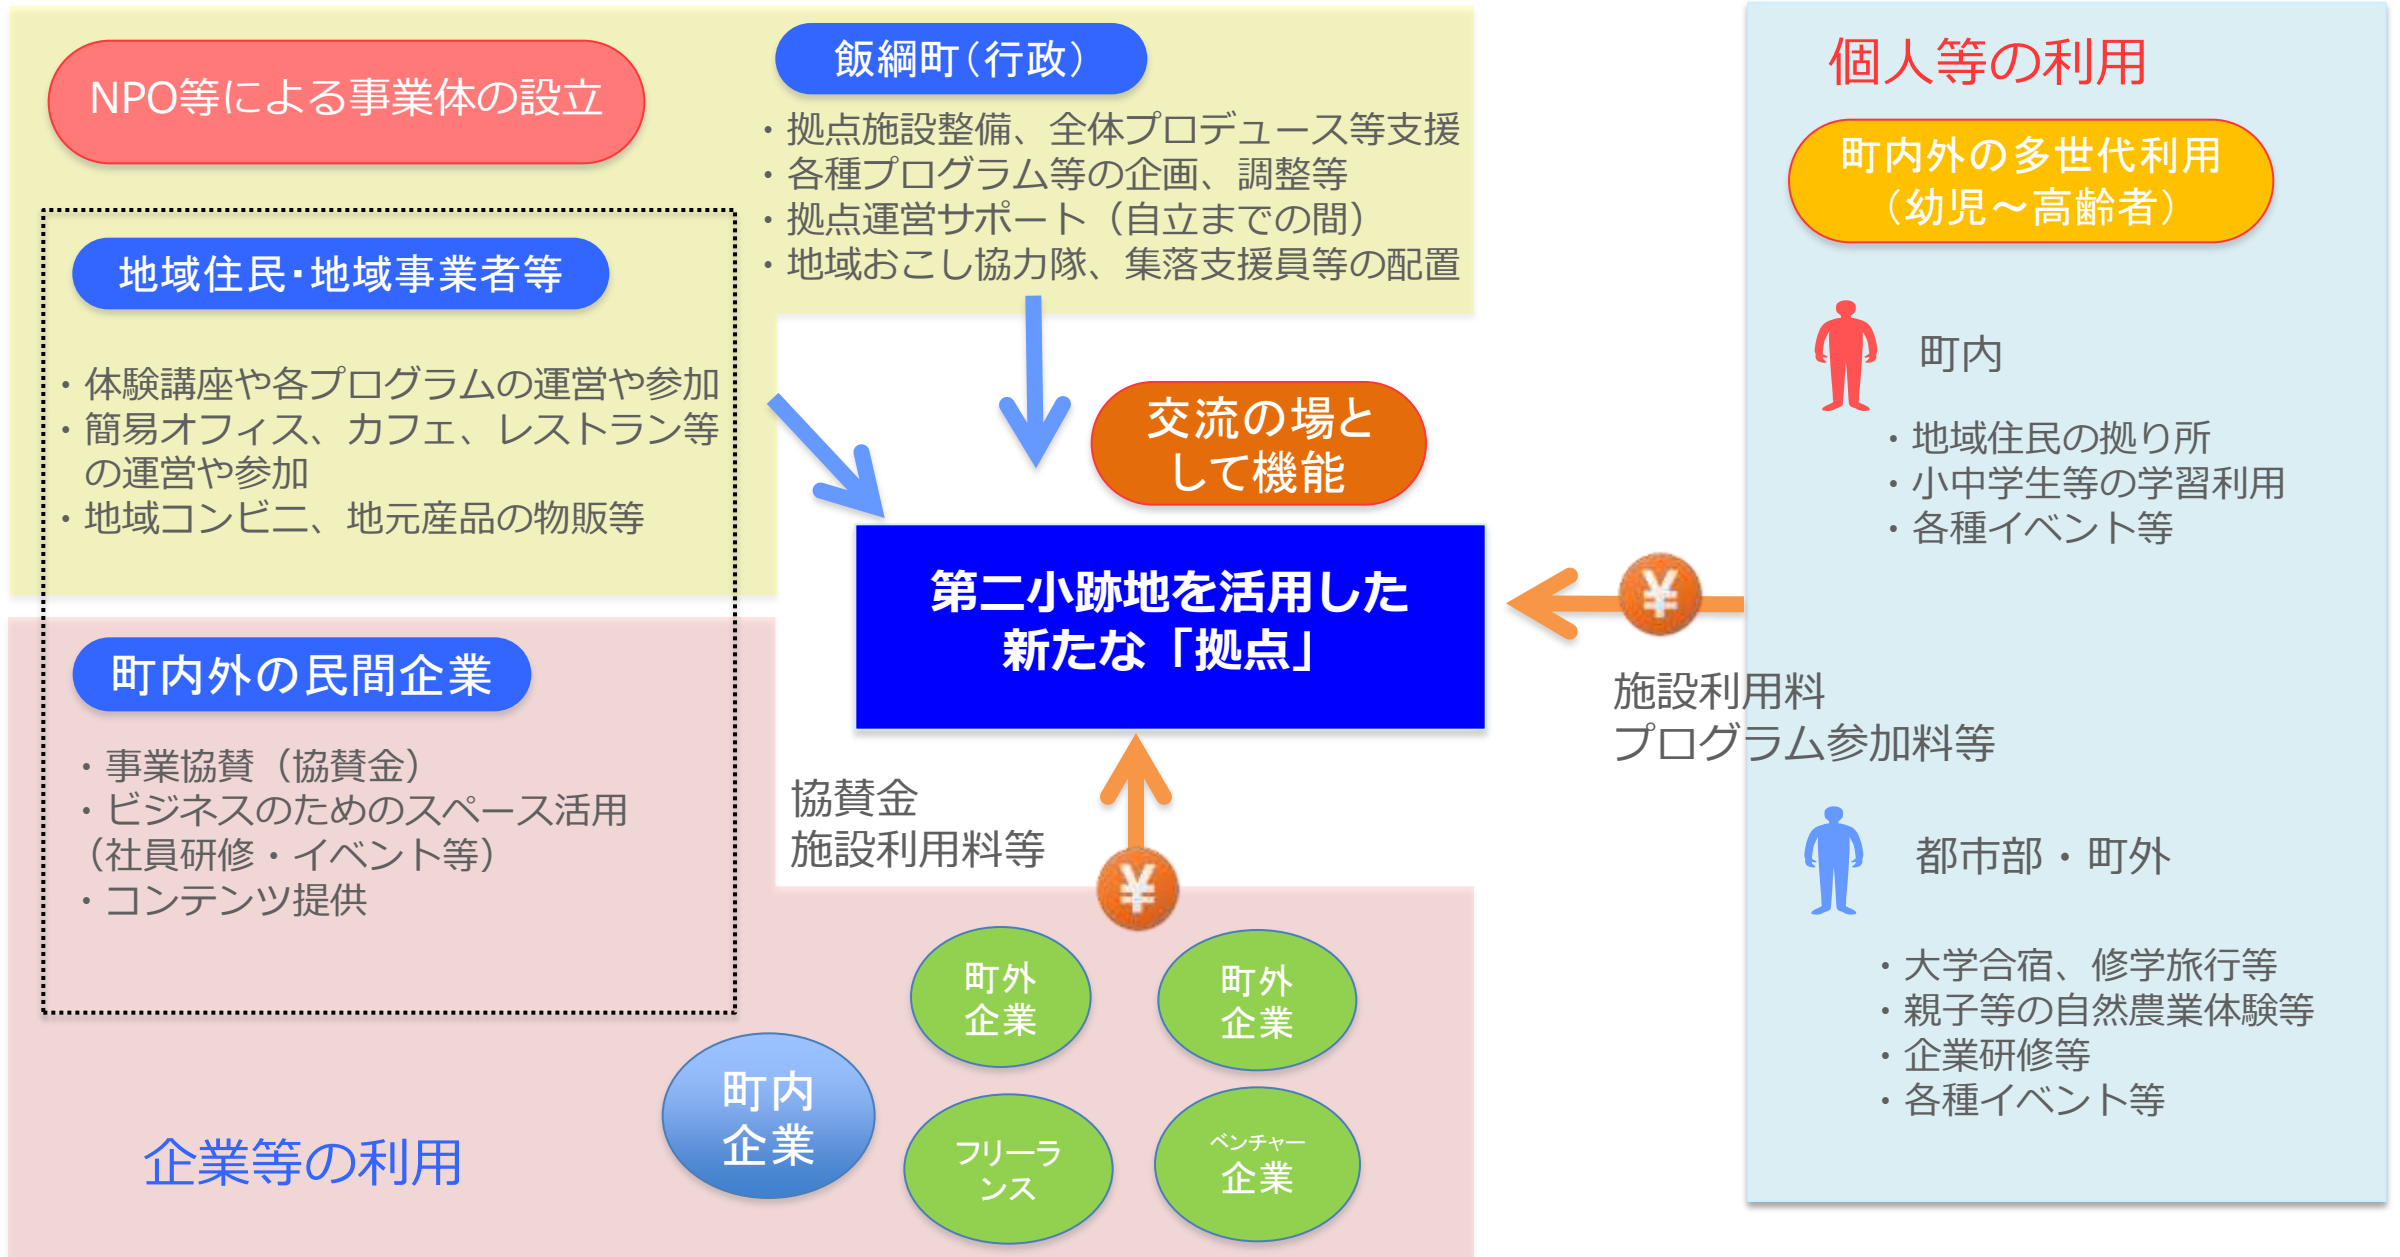 NPO等による事業体の設立
飯綱町（行政）
・拠点施設整備、全体プロデュース等支援
・各種プログラム等の企画、調整等
・拠点運営サポート（自立までの間）
・地域おこし協力隊、集落支援員等の配置
地域住民・地域事業者等
・体験講座や各プログラムの運営や参加
・簡易オフィス、カフェ、レストラン等
の運営や参加
・地域コンビニ、地元産品の物販等
交流の場と
して機能
第二小跡地を活用した
新たな「拠点」
町内外の民間企業
・事業協賛（協賛金）
・ビジネスのためのスペース活用
（社員研修・イベント等）
・コンテンツ提供
協賛金
施設利用料等
¥
町外
企業
町外
企業
町内
企業
フリーラ
ンス
ベンチャー
企業
企業等の利用
個人等の利用
町内外の多世代利用
（幼児～高齢者）
町内
・地域住民の拠り所
・小中学生等の学習利用
・各種イベント等
¥
施設利用料
プログラム参加料等
都市部・町外
・大学合宿、修学旅行等
・親子等の自然農業体験等
・企業研修等
・各種イベント等